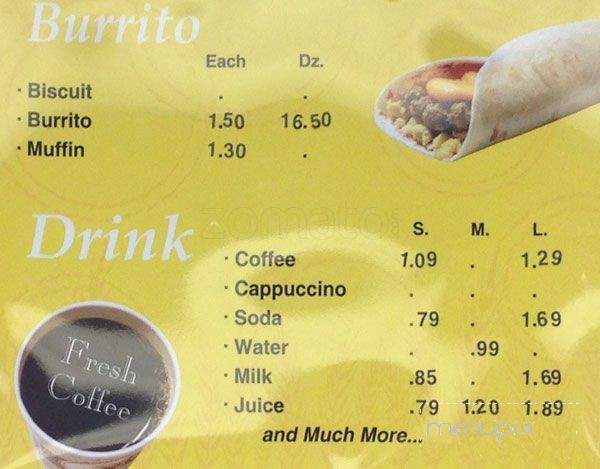 Burrito
Each Dz.
· Biscuit . .
· Burrito 1.50 16.50
· Muffin 1.30 .
zomato.com
Drink
S. M. L.
· Coffee 1.09 . 1.29
· Cappuccino . . .
· Soda .79 . 1.69
· Water .99 .
· Milk .85 . 1.69
· Juice .79 1.20 1.89
and Much More...
Fresh
Coffee
menupix